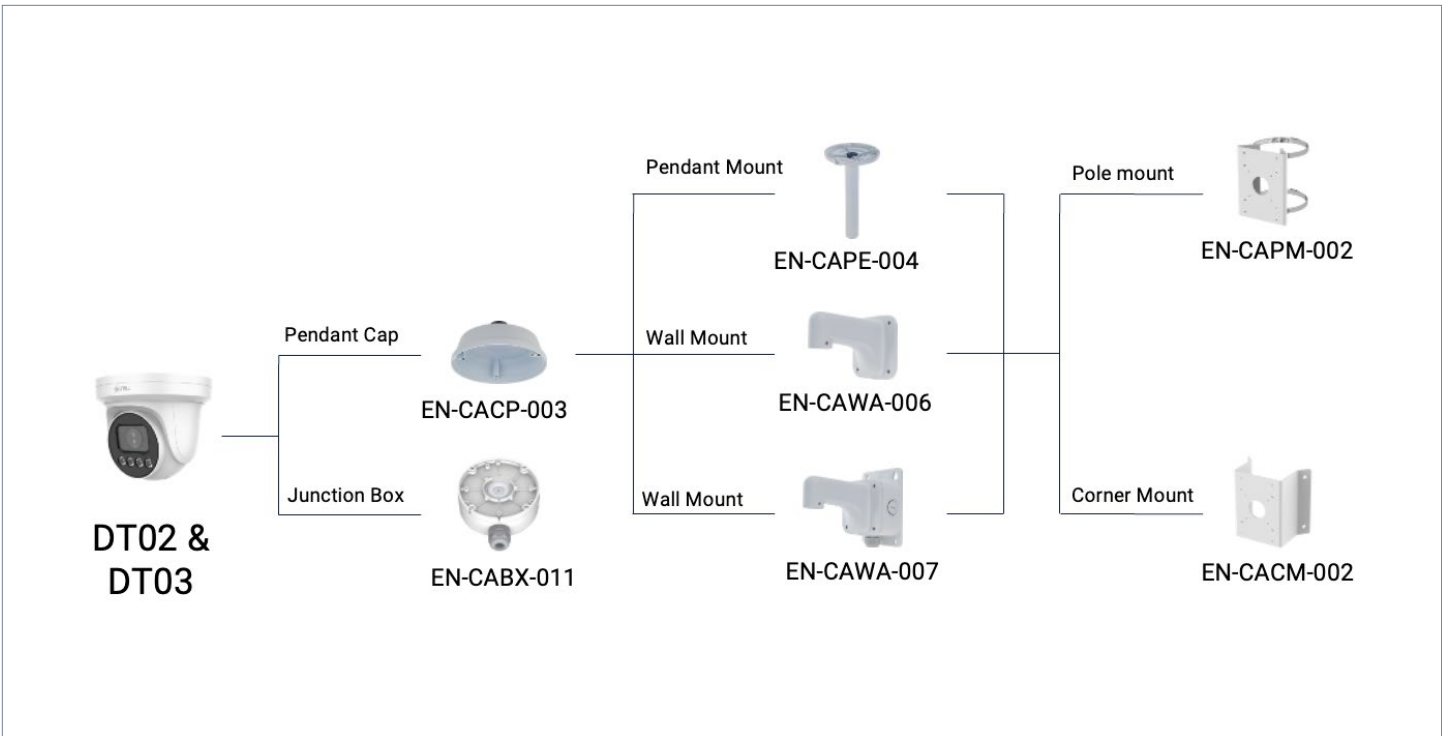 Pendant Mount
EN-CAPE-004
Pole mount
EN-CAPM-002
Pendant Cap
EN-CACP-003
Wall Mount
EN-CAWA-006
DT02 &
DT03
Junction Box
EN-CABX-011
Wall Mount
EN-CAWA-007
Corner Mount
EN-CACM-002